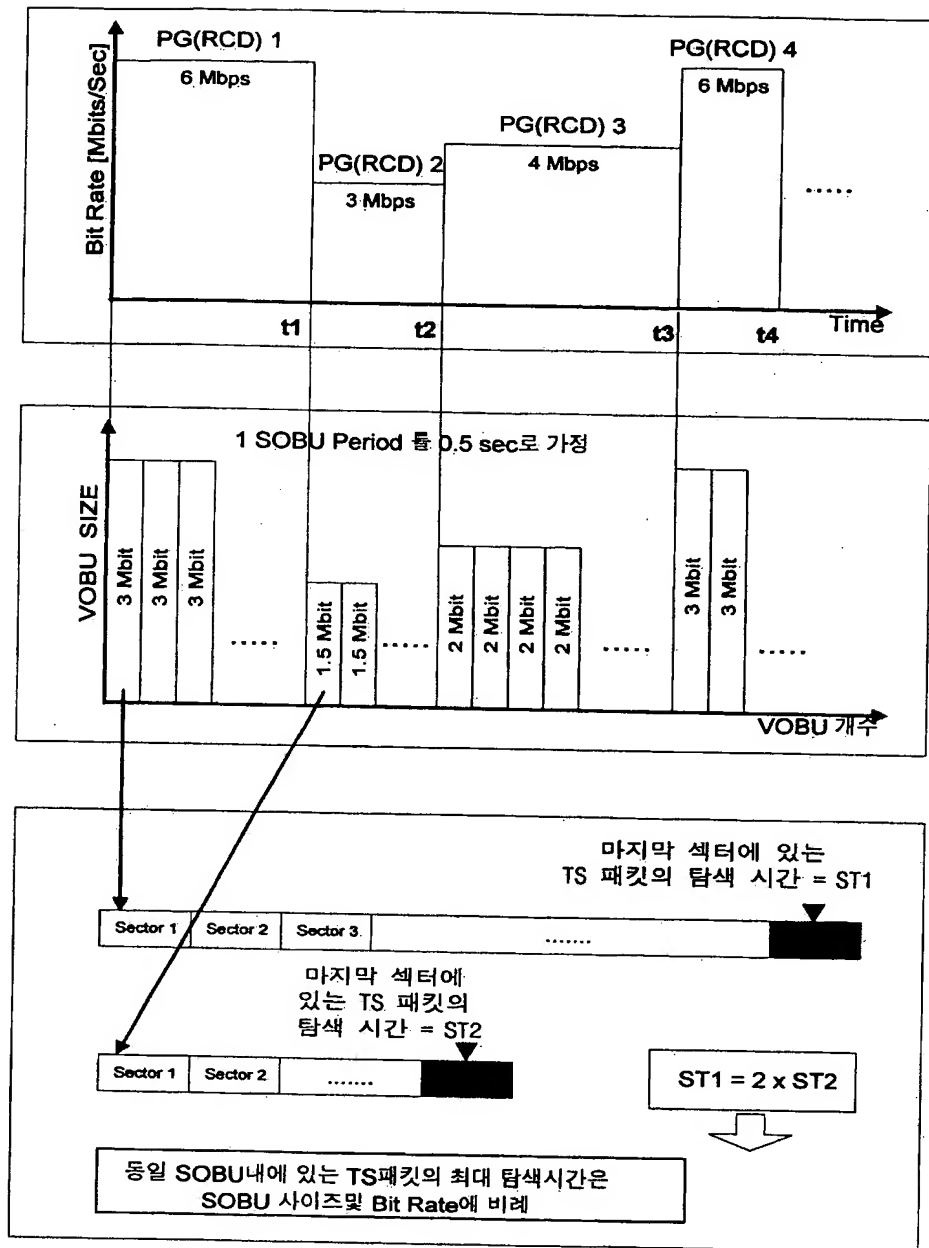 PG(RCD) 1
6 Mbps
PG(RCD) 2
3 Mbps
PG(RCD) 3
4 Mbps
PG(RCD) 4
6 Mbps
.....
Bit Rate [Mbits/Sec]
t1
t2
t3
t4
Time
1 SOBU Period 를 0.5 sec로 가정
VOBU SIZE
3 Mbit
3 Mbit
3 Mbit
.....
1.5 Mbit
1.5 Mbit
.....
2 Mbit
2 Mbit
2 Mbit
2 Mbit
.....
3 Mbit
3 Mbit
.....
VOBU 개수
마지막 섹터에 있는
TS 패킷의 탐색 시간 = ST1
Sector 1
Sector 2
Sector 3
.......
마지막 섹터에
있는 TS 패킷의
탐색 시간 = ST2
Sector 1
Sector 2
.......
ST1 = 2 x ST2
동일 SOBU내에 있는 TS패킷의 최대 탐색시간은
SOBU 사이즈및 Bit Rate에 비례